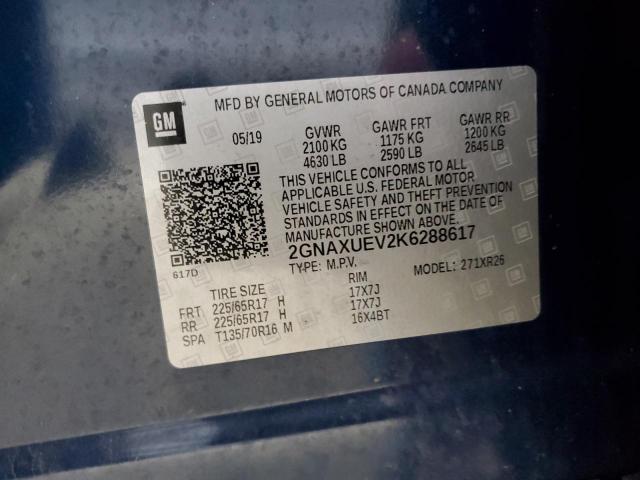 GM
MFD BY GENERAL MOTORS OF CANADA COMPANY
05/19 GVWR GAWR FRT GAWR RR
2100 KG 1175 KG 1200 KG
4630 LB 2590 LB 2645 LB
THIS VEHICLE CONFORMS TO ALL
APPLICABLE U.S. FEDERAL MOTOR
VEHICLE SAFETY AND THEFT PREVENTION
STANDARDS IN EFFECT ON THE DATE OF
MANUFACTURE SHOWN ABOVE.
2GNAXUEV2K6288617
617D TYPE: M.P.V. MODEL: 271XR26
TIRE SIZE RIM
FRT 225/65R17 H 17X7J
RR 225/65R17 H 17X7J
SPA T135/70R16 M 16X4BT